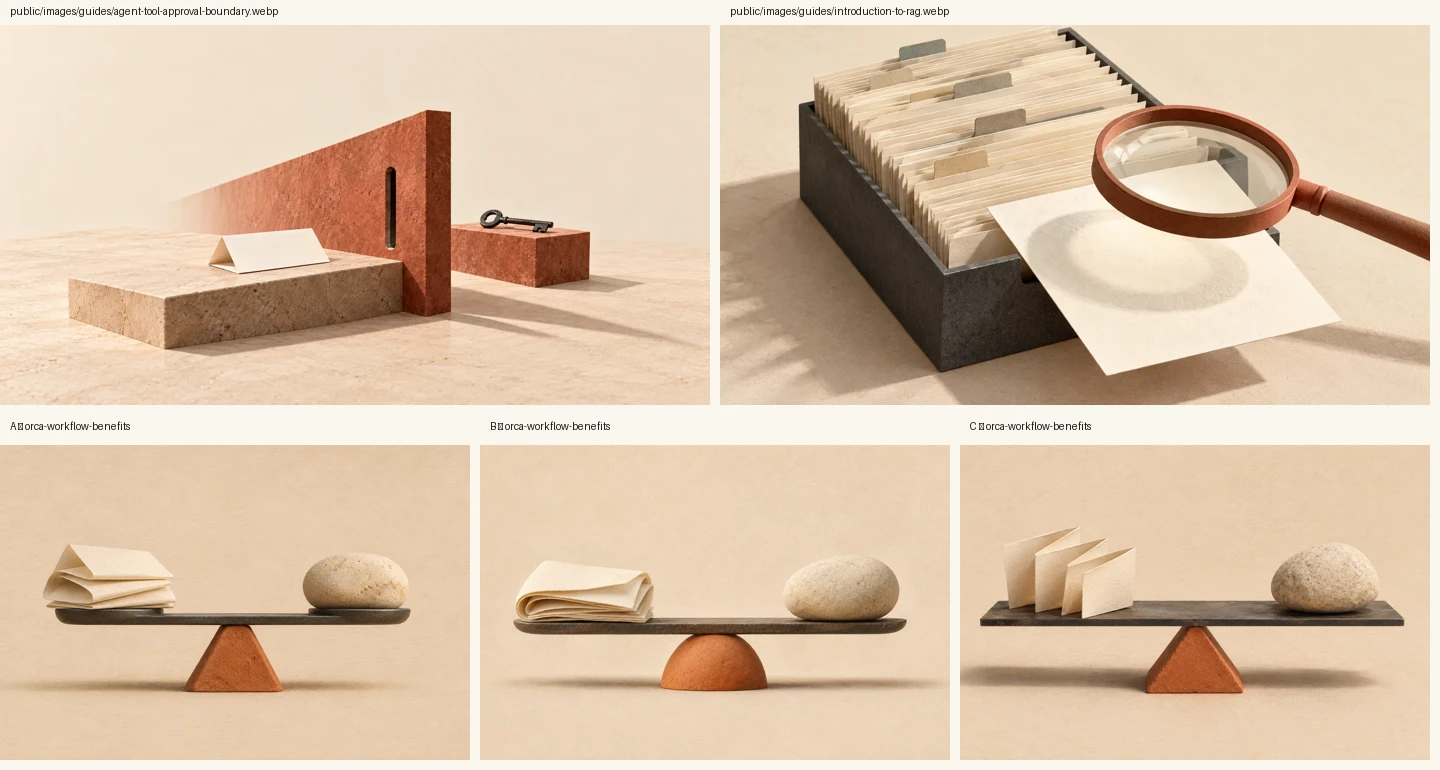 public/images/guides/agent-tool-approval-boundary.webp
public/images/guides/introduction-to-rag.webp
A orca-workflow-benefits
B orca-workflow-benefits
C orca-workflow-benefits